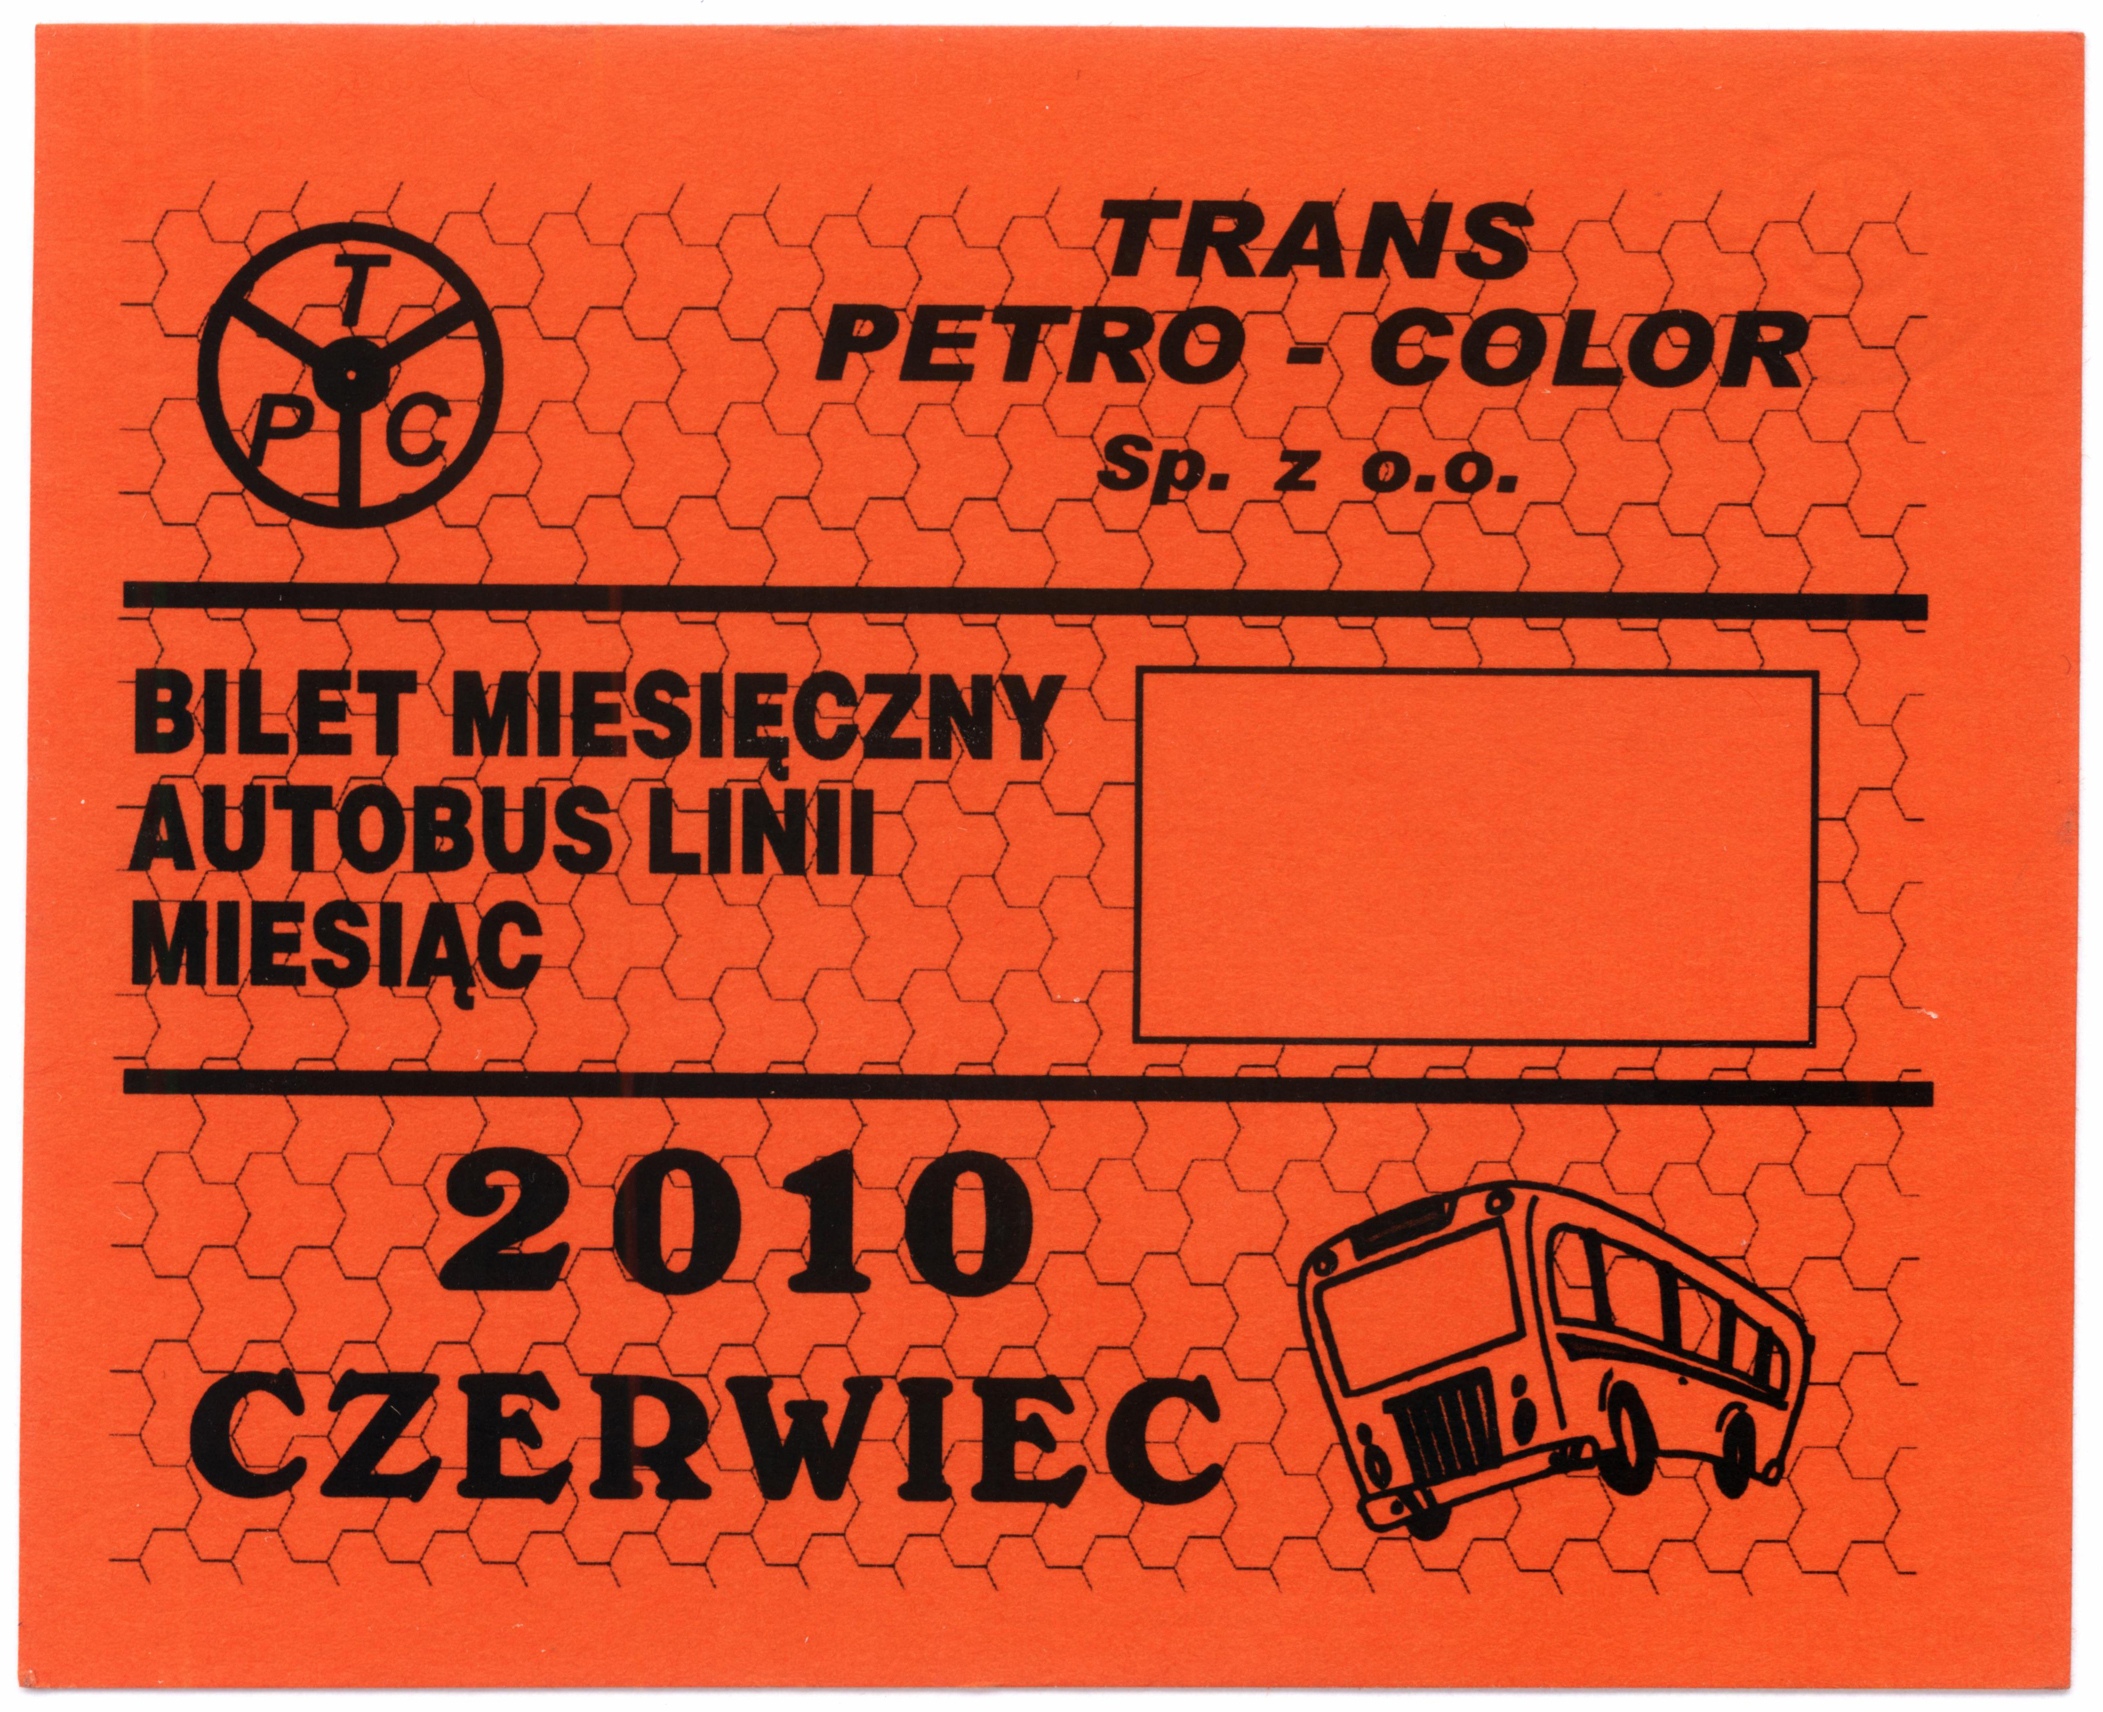 T
P C
TRANS
PETRO - COLOR
Sp. z o.o.
BILET MIESIĘCZNY
AUTOBUS LINII
MIESIĄC
2010
CZERWIEC